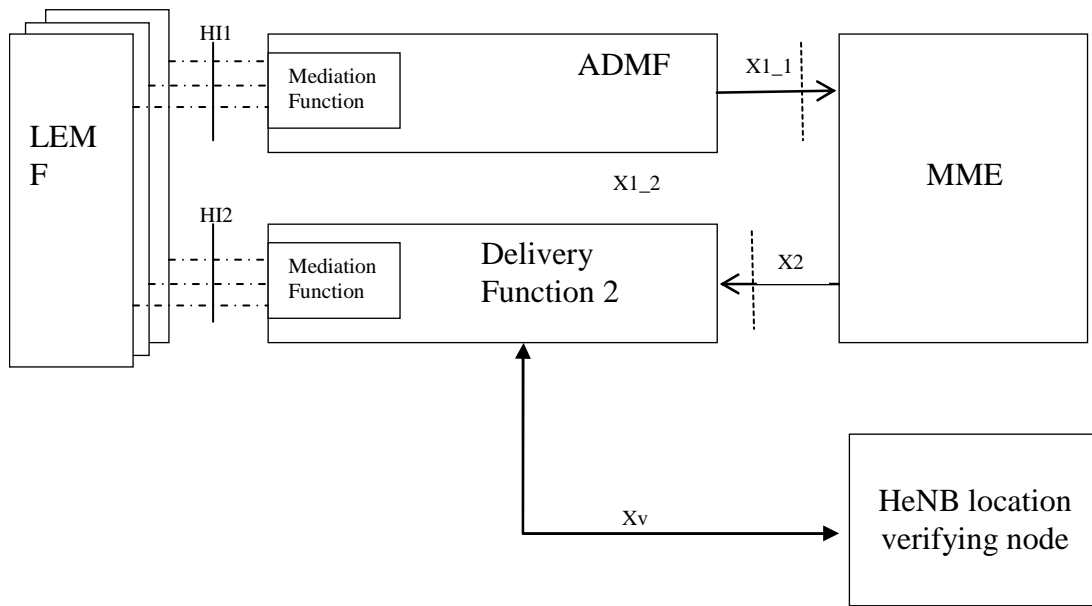 HI1
Mediation
Function
ADMF
X1_1
LEM
F
MME
X1_2
HI2
Mediation
Function
Delivery
Function 2
X2
Xv
HeNB location
verifying node